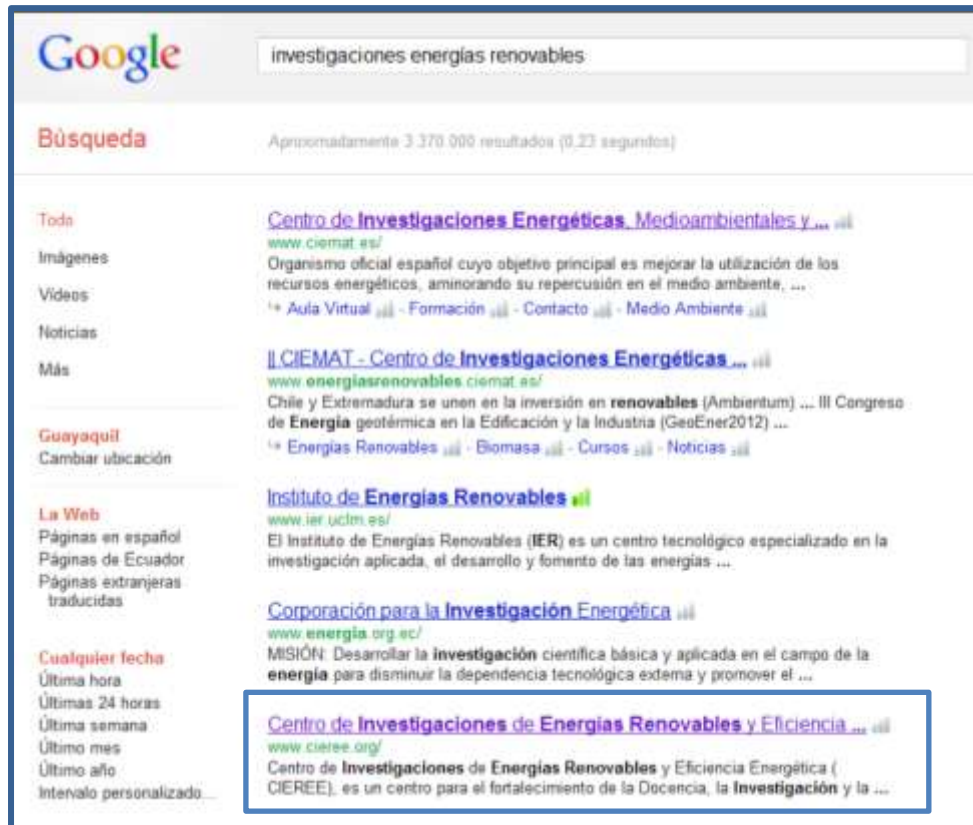 Google
investigaciones energías renovables
Búsqueda
Aproximadamente 3.370.000 resultados (0,23 segundos)
Todo
Imágenes
Vídeos
Noticias
Más
Guayaquil
Cambiar ubicación
La Web
Páginas en español
Páginas de Ecuador
Páginas extranjeras
traducidas
Cualquier fecha
Última hora
Últimas 24 horas
Última semana
Último mes
Último año
Intervalo personalizado...
Centro de Investigaciones Energéticas, Medioambientales y ...
www.ciemat.es/
Organismo oficial español cuyo objetivo principal es mejorar la utilización de los
recursos energéticos, aminorando su repercusión en el medio ambiente, ...
Aula Virtual - Formación - Contacto - Medio Ambiente
||.CIEMAT - Centro de Investigaciones Energéticas ...
www.energiasrenovables.ciemat.es/
Chile y Extremadura se unen en la inversión en renovables (Ambientum) ... III Congreso
de Energía geotérmica en la Edificación y la Industria (GeoEner2012) ...
Energías Renovables - Biomasa - Cursos - Noticias
Instituto de Energías Renovables
www.ier.uclm.es/
El Instituto de Energías Renovables (IER) es un centro tecnológico especializado en la
investigación aplicada, el desarrollo y fomento de las energías ...
Corporación para la Investigación Energética
www.energia.org.ec/
MISIÓN: Desarrollar la investigación científica básica y aplicada en el campo de la
energía para disminuir la dependencia tecnológica externa y promover el ...
Centro de Investigaciones de Energías Renovables y Eficiencia ...
www.cieree.org/
Centro de Investigaciones de Energías Renovables y Eficiencia Energética (
CIEREE), es un centro para el fortalecimiento de la Docencia, la Investigación y la ...